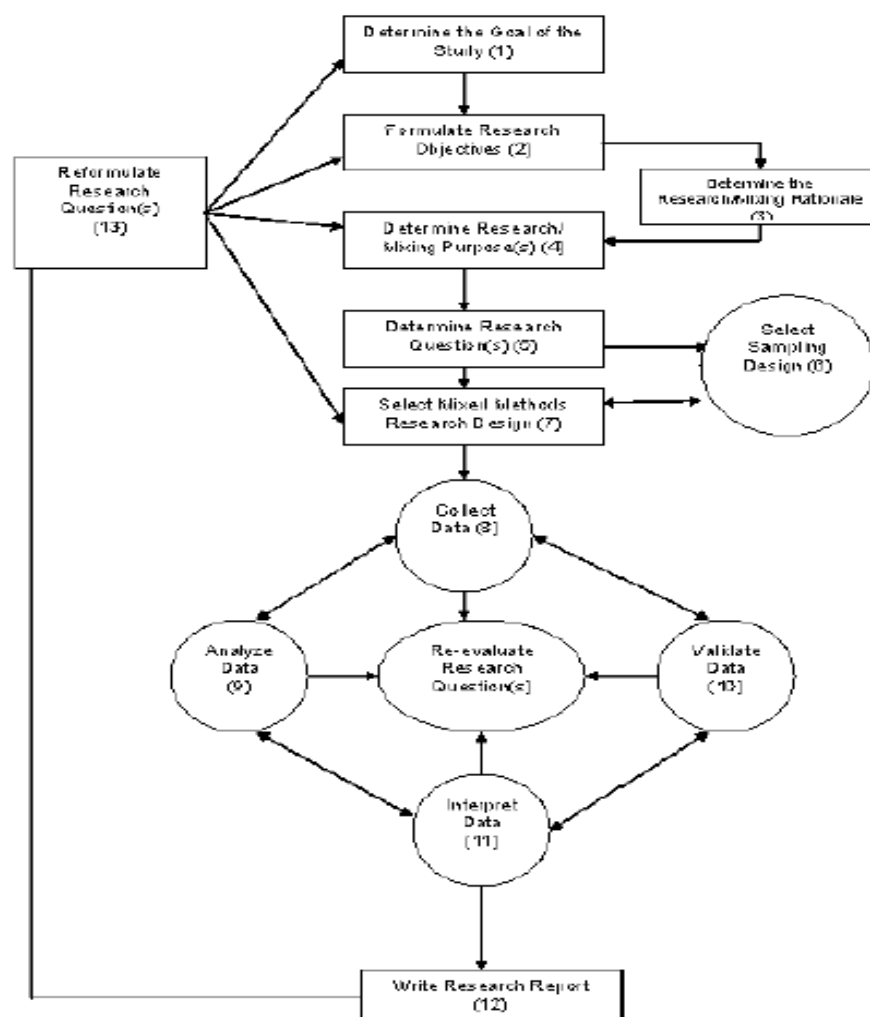 Determine the Goal of the
Study (1)
Formulate Research
Objectives (2)
Reformulate
Research
Question(s)
(13)
Determine the
Research/Mixing Rationale
(3)
Determine Research/
Mixing Purpose(s) (4)
Determine Research
Question(s) (5)
Select
Sampling
Design (6)
Select Mixed Methods
Research Design (7)
Collect
Data (8)
Analyze
Data
(9)
Re-evaluate
Research
Question(s)
Validate
Data
(10)
Interpret
Data
(11)
Write Research Report
(12)